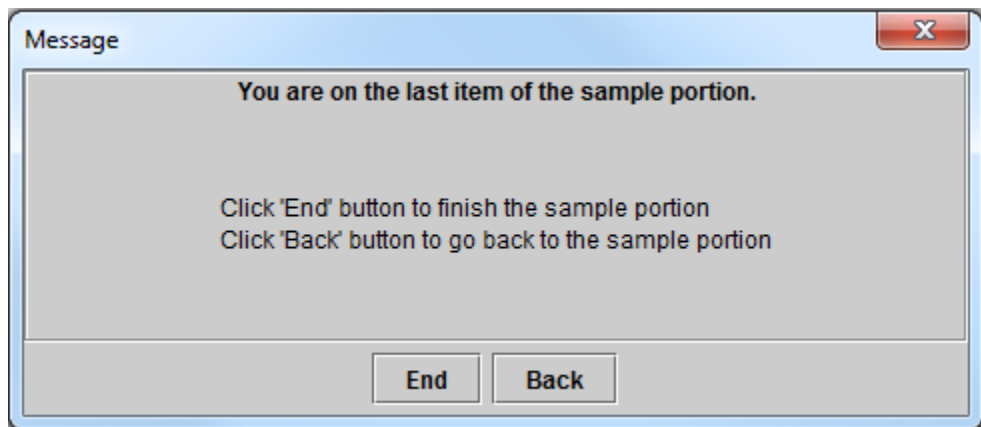 Message
You are on the last item of the sample portion.
Click 'End' button to finish the sample portion
Click 'Back' button to go back to the sample portion
End
Back